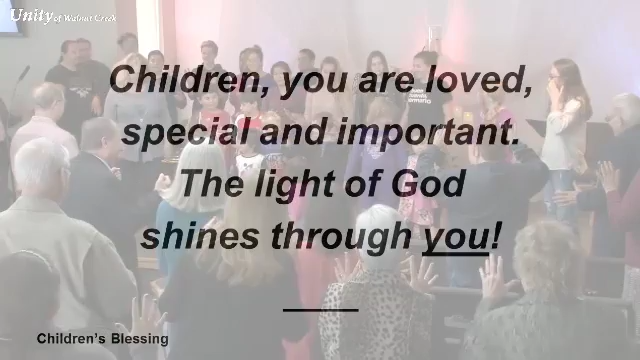 Unity of Walnut Creek
Children, you are loved,
special and important.
The light of God
shines through you!
Children's Blessing